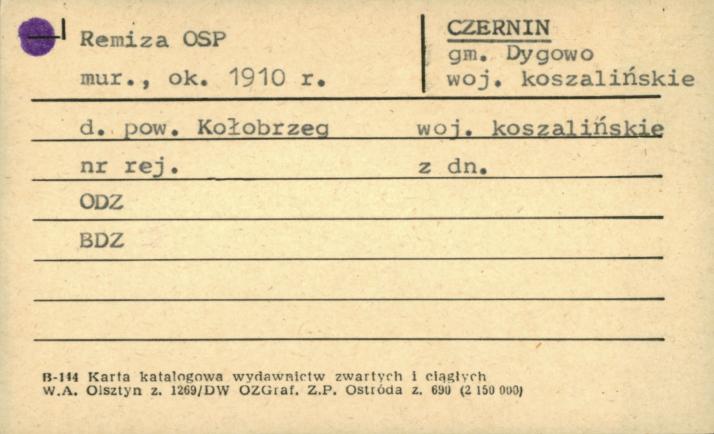 Remiza OSP
mur., ok. 1910 r.
CZERNIN
gm. Dygowo
woj. koszalińskie
d. pow. Kołobrzeg woj. koszalińskie
nr rej. z dn.
ODZ
BDZ
B-144 Karta katalogowa wydawnictw zwartych i ciągłych
W.A. Olsztyn z. 1269/DW OZGraf. Z.P. Ostróda z. 690 (2 150 000)